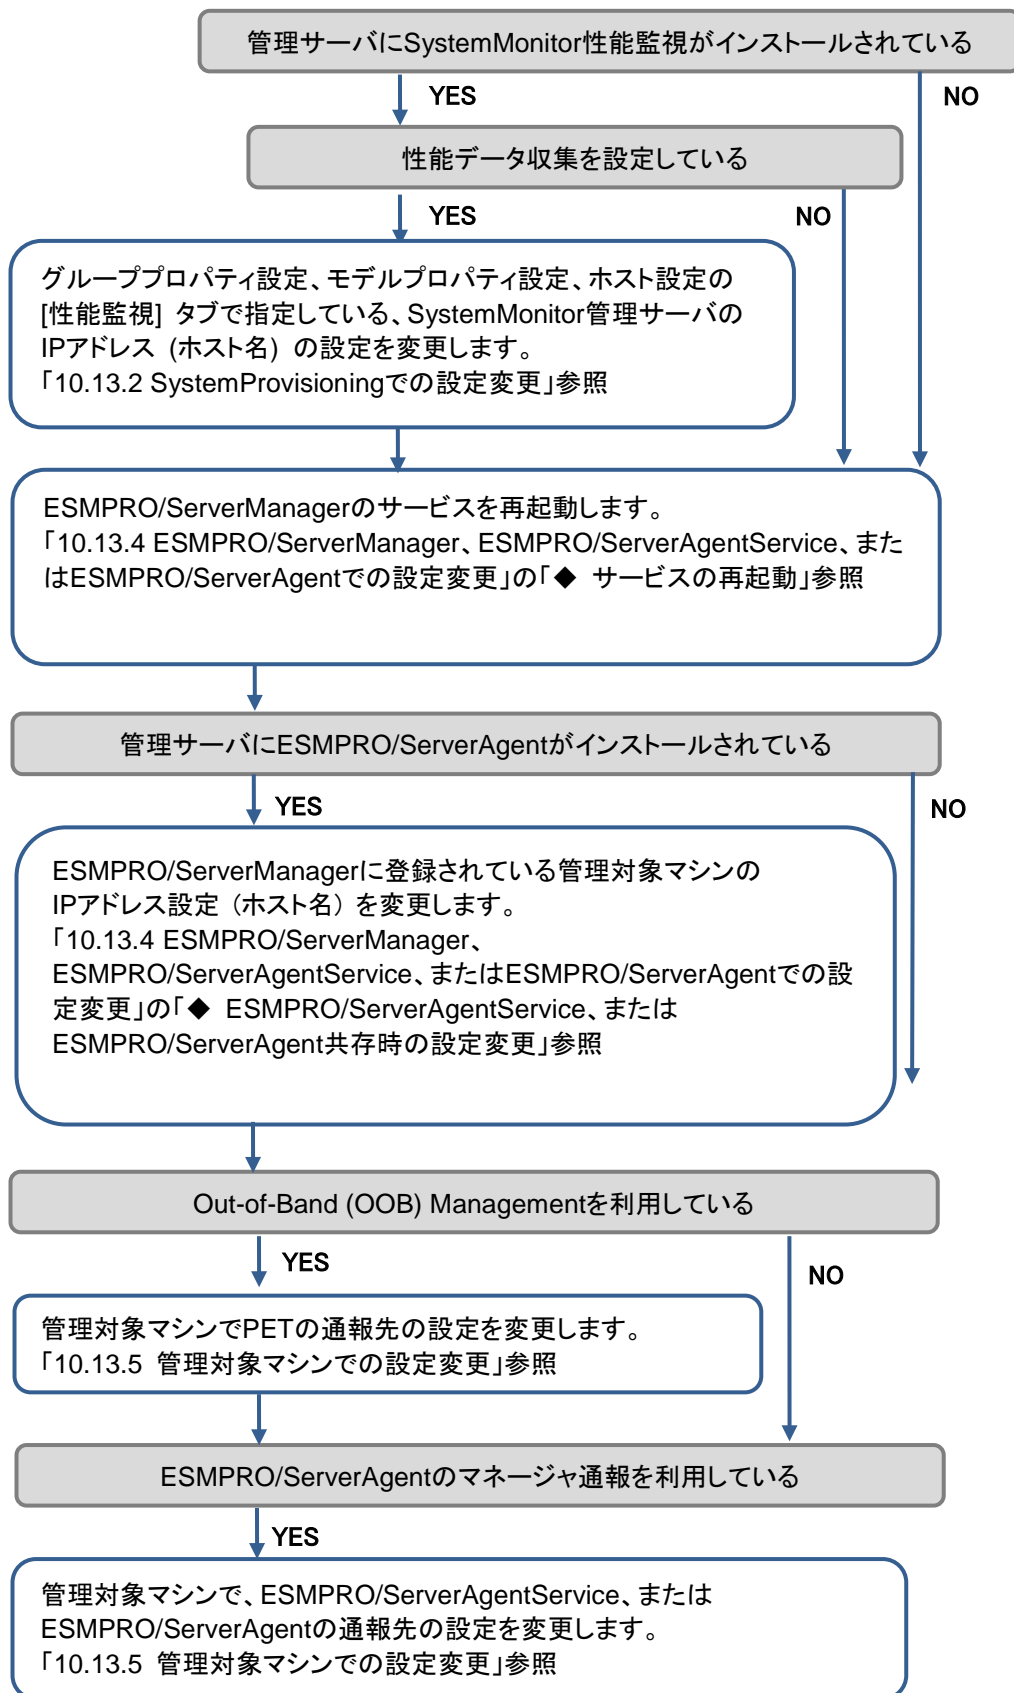 管理サーバにSystemMonitor性能監視がインストールされている
YES
NO
性能データ収集を設定している
YES
NO
グループプロパティ設定、モデルプロパティ設定、ホスト設定の
[性能監視] タブで指定している、SystemMonitor管理サーバの
IPアドレス (ホスト名) の設定を変更します。
「10.13.2 SystemProvisioningでの設定変更」参照
ESMPRO/ServerManagerのサービスを再起動します。
「10.13.4 ESMPRO/ServerManager、ESMPRO/ServerAgentService、また
はESMPRO/ServerAgentでの設定変更」の「◆ サービスの再起動」参照
管理サーバにESMPRO/ServerAgentがインストールされている
YES
NO
ESMPRO/ServerManagerに登録されている管理対象マシンの
IPアドレス設定（ホスト名）を変更します。
「10.13.4 ESMPRO/ServerManager、
ESMPRO/ServerAgentService、またはESMPRO/ServerAgentでの設
定変更」の「◆ ESMPRO/ServerAgentService、または
ESMPRO/ServerAgent共存時の設定変更」参照
Out-of-Band (OOB) Managementを利用している
YES
NO
管理対象マシンでPETの通報先の設定を変更します。
「10.13.5 管理対象マシンでの設定変更」参照
ESMPRO/ServerAgentのマネージャ通報を利用している
YES
管理対象マシンで、ESMPRO/ServerAgentService、または
ESMPRO/ServerAgentの通報先の設定を変更します。
「10.13.5 管理対象マシンでの設定変更」参照